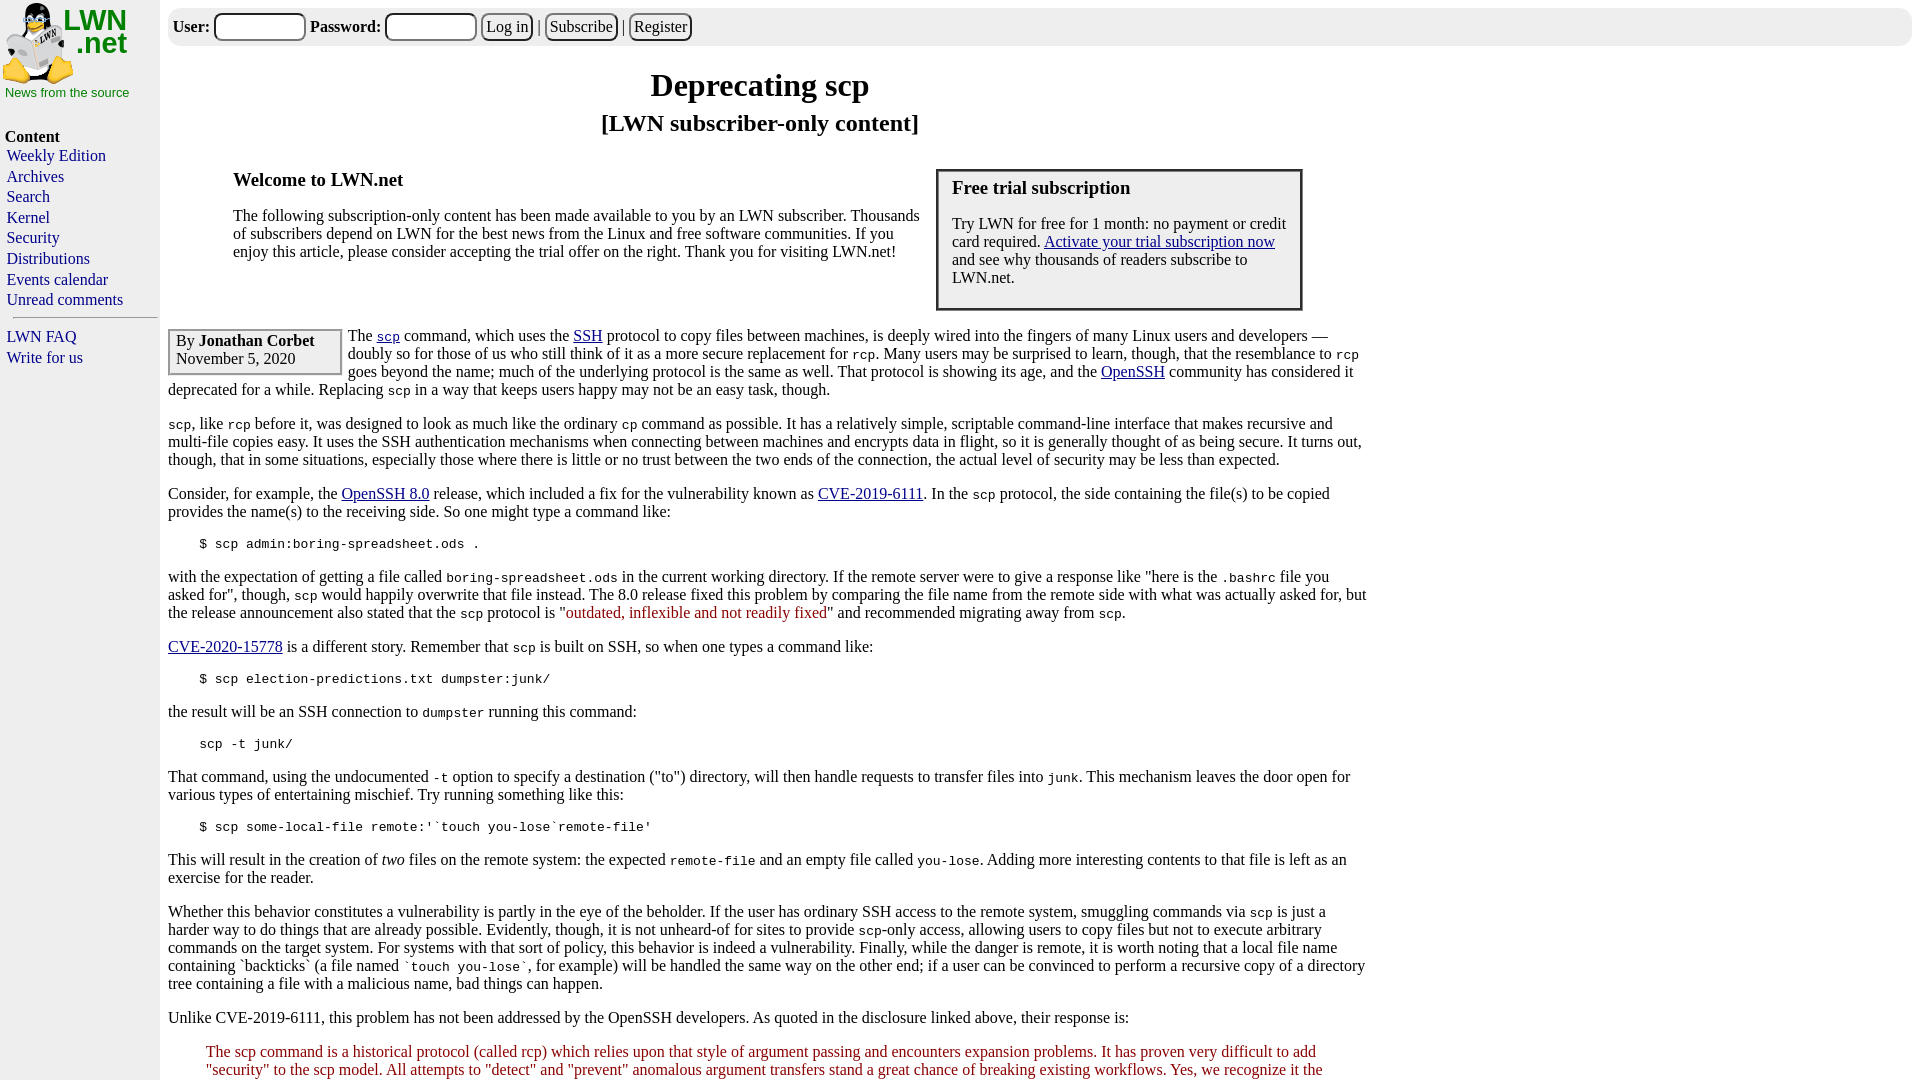 LWN
.net
News from the source
Content
Weekly Edition
Archives
Search
Kernel
Security
Distributions
Events calendar
Unread comments
LWN FAQ
Write for us
User: Password: Log in | Subscribe | Register
Deprecating scp
[LWN subscriber-only content]
Welcome to LWN.net
The following subscription-only content has been made available to you by an LWN subscriber. Thousands
of subscribers depend on LWN for the best news from the Linux and free software communities. If you
enjoy this article, please consider accepting the trial offer on the right. Thank you for visiting LWN.net!
Free trial subscription
Try LWN for free for 1 month: no payment or credit
card required. Activate your trial subscription now
and see why thousands of readers subscribe to
LWN.net.
By Jonathan Corbet
November 5, 2020
The scp command, which uses the SSH protocol to copy files between machines, is deeply wired into the fingers of many Linux users and developers —
doubly so for those of us who still think of it as a more secure replacement for rcp. Many users may be surprised to learn, though, that the resemblance to rcp
goes beyond the name; much of the underlying protocol is the same as well. That protocol is showing its age, and the OpenSSH community has considered it
deprecated for a while. Replacing scp in a way that keeps users happy may not be an easy task, though.
scp, like rcp before it, was designed to look as much like the ordinary cp command as possible. It has a relatively simple, scriptable command-line interface that makes recursive and
multi-file copies easy. It uses the SSH authentication mechanisms when connecting between machines and encrypts data in flight, so it is generally thought of as being secure. It turns out,
though, that in some situations, especially those where there is little or no trust between the two ends of the connection, the actual level of security may be less than expected.
Consider, for example, the OpenSSH 8.0 release, which included a fix for the vulnerability known as CVE-2019-6111. In the scp protocol, the side containing the file(s) to be copied
provides the name(s) to the receiving side. So one might type a command like:
$ scp admin:boring-spreadsheet.ods .
with the expectation of getting a file called boring-spreadsheet.ods in the current working directory. If the remote server were to give a response like "here is the .bashrc file you
asked for", though, scp would happily overwrite that file instead. The 8.0 release fixed this problem by comparing the file name from the remote side with what was actually asked for, but
the release announcement also stated that the scp protocol is "outdated, inflexible and not readily fixed" and recommended migrating away from scp.
CVE-2020-15778 is a different story. Remember that scp is built on SSH, so when one types a command like:
$ scp election-predictions.txt dumpster:junk/
the result will be an SSH connection to dumpster running this command:
scp -t junk/
That command, using the undocumented -t option to specify a destination ("to") directory, will then handle requests to transfer files into junk. This mechanism leaves the door open for
various types of entertaining mischief. Try running something like this:
$ scp some-local-file remote:'`touch you-lose`remote-file'
This will result in the creation of two files on the remote system: the expected remote-file and an empty file called you-lose. Adding more interesting contents to that file is left as an
exercise for the reader.
Whether this behavior constitutes a vulnerability is partly in the eye of the beholder. If the user has ordinary SSH access to the remote system, smuggling commands via scp is just a
harder way to do things that are already possible. Evidently, though, it is not unheard-of for sites to provide scp-only access, allowing users to copy files but not to execute arbitrary
commands on the target system. For systems with that sort of policy, this behavior is indeed a vulnerability. Finally, while the danger is remote, it is worth noting that a local file name
containing `backticks` (a file named `touch you-lose`, for example) will be handled the same way on the other end; if a user can be convinced to perform a recursive copy of a directory
tree containing a file with a malicious name, bad things can happen.
Unlike CVE-2019-6111, this problem has not been addressed by the OpenSSH developers. As quoted in the disclosure linked above, their response is:
The scp command is a historical protocol (called rcp) which relies upon that style of argument passing and encounters expansion problems. It has proven very difficult to add
"security" to the scp model. All attempts to "detect" and "prevent" anomalous argument transfers stand a great chance of breaking existing workflows. Yes, we recognize it the